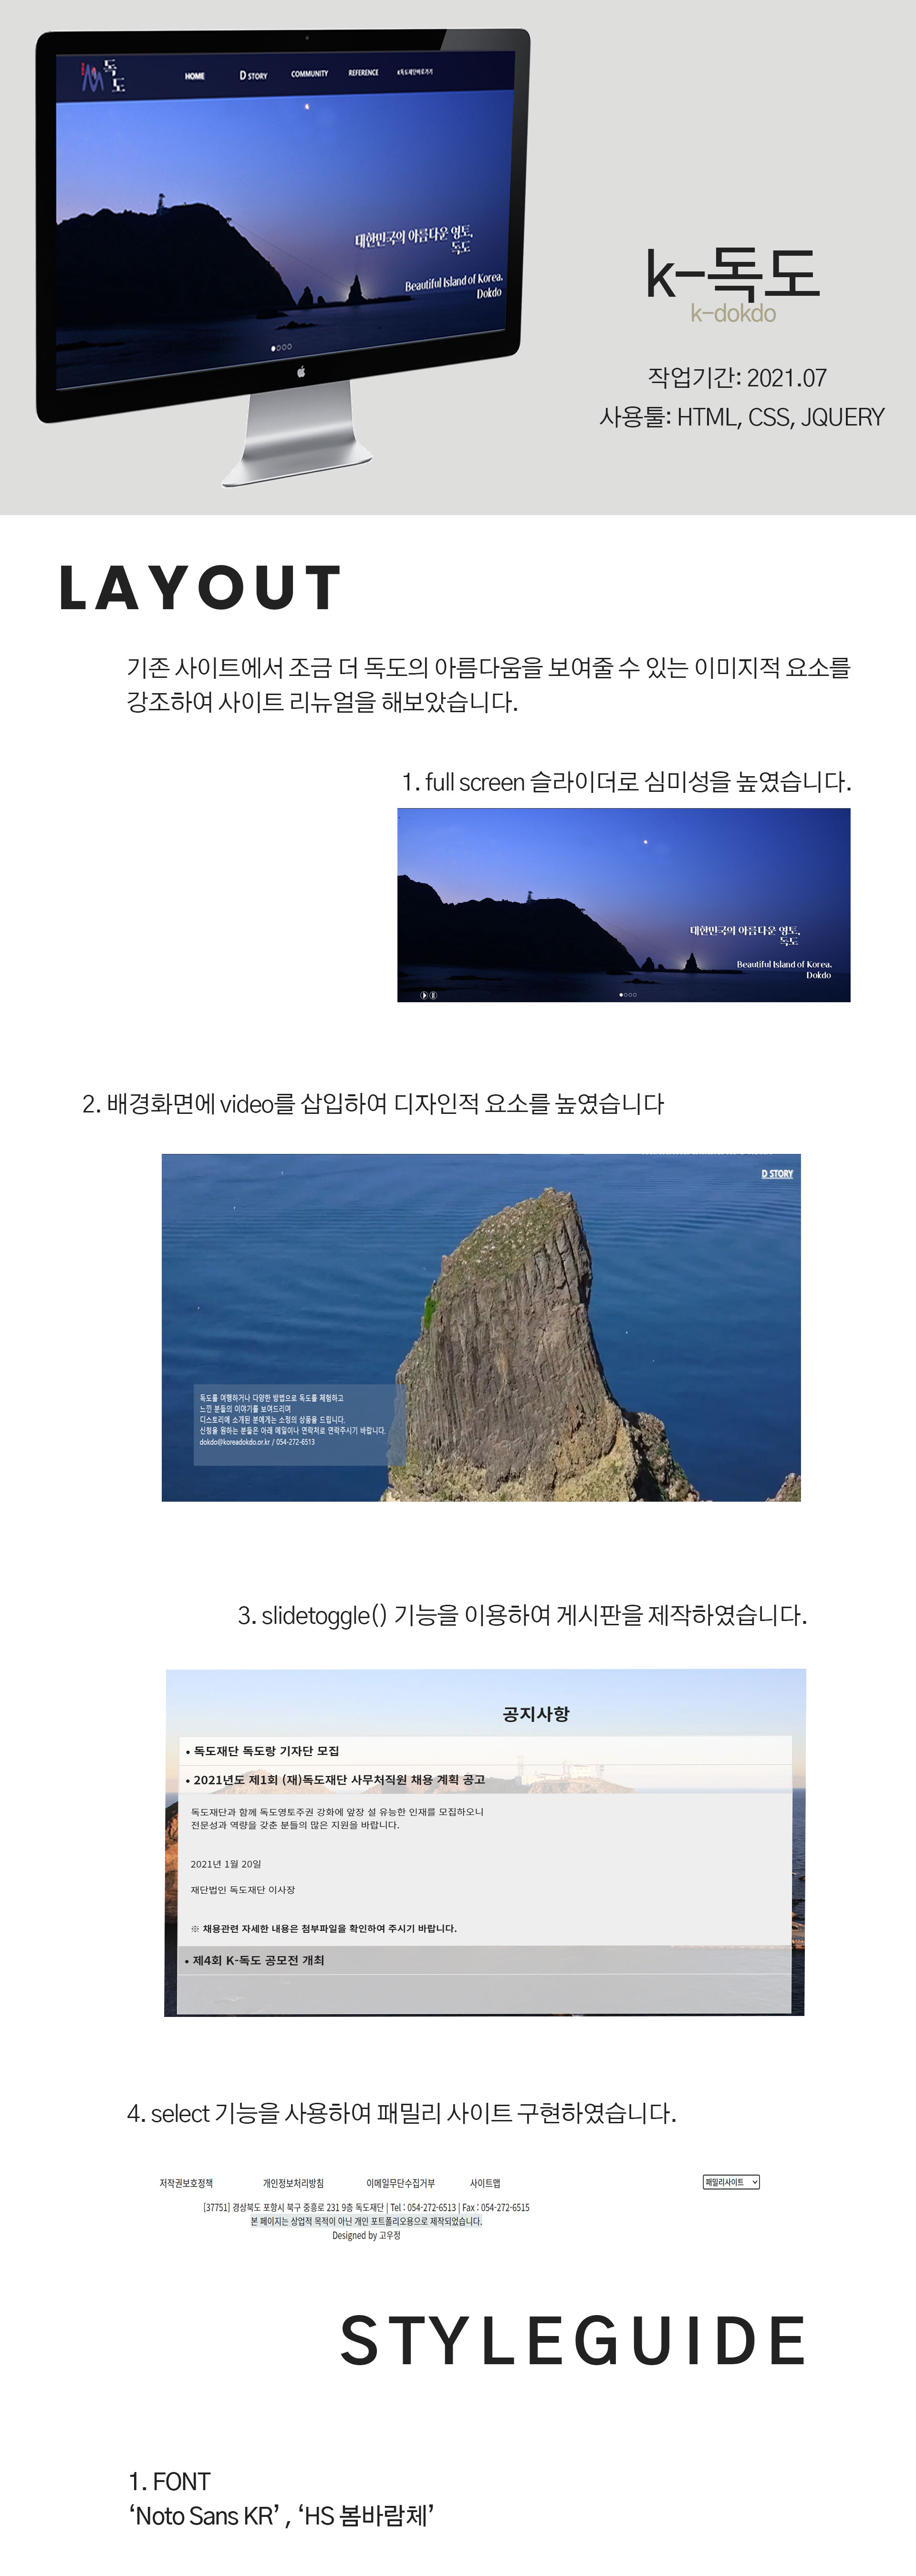 독
도
HOME
D STORY
COMMUNITY
REFERENCE
K독도재단바로가기
대한민국의 아름다운 영토,
독도
Beautiful Island of Korea.
Dokdo
k-독도
k-dokdo
작업기간: 2021.07
사용툴: HTML, CSS, JQUERY
LAYOUT
기존 사이트에서 조금 더 독도의 아름다움을 보여줄 수 있는 이미지적 요소를
강조하여 사이트 리뉴얼을 해보았습니다.
1. full screen 슬라이더로 심미성을 높였습니다.
대한민국의 아름다운 영토,
독도
Beautiful Island of Korea.
Dokdo
2. 배경화면에 video를 삽입하여 디자인적 요소를 높였습니다
D STORY
독도를 여행하거나 다양한 방법으로 독도를 체험하고
느낀 분들의 이야기를 보여드리며
디스토리에 소개된 분에게는 소정의 상품을 드립니다.
신청을 원하는 분들은 아래 메일이나 연락처로 연락주시기 바랍니다.
dokdo@koreadokdo.or.kr / 054-272-6513
3. slidetoggle() 기능을 이용하여 게시판을 제작하였습니다.
공지사항
• 독도재단 독도랑 기자단 모집
• 2021년도 제1회 (재)독도재단 사무처직원 채용 계획 공고
독도재단과 함께 독도영토주권 강화에 앞장 설 유능한 인재를 모집하오니
전문성과 역량을 갖춘 분들의 많은 지원을 바랍니다.
2021년 1월 20일
재단법인 독도재단 이사장
※ 채용관련 자세한 내용은 첨부파일을 확인하여 주시기 바랍니다.
• 제4회 K-독도 공모전 개최
4. select 기능을 사용하여 패밀리 사이트 구현하였습니다.
저작권보호정책
개인정보처리방침
이메일무단수집거부
사이트맵
패밀리사이트
[37751] 경상북도 포항시 북구 중흥로 231 9층 독도재단 | Tel : 054-272-6513 | Fax : 054-272-6515
본 페이지는 상업적 목적이 아닌 개인 포트폴리오용으로 제작되었습니다.
Designed by 고우정
STYLEGUIDE
1. FONT
‘Noto Sans KR’ , ‘HS 봄바람체’